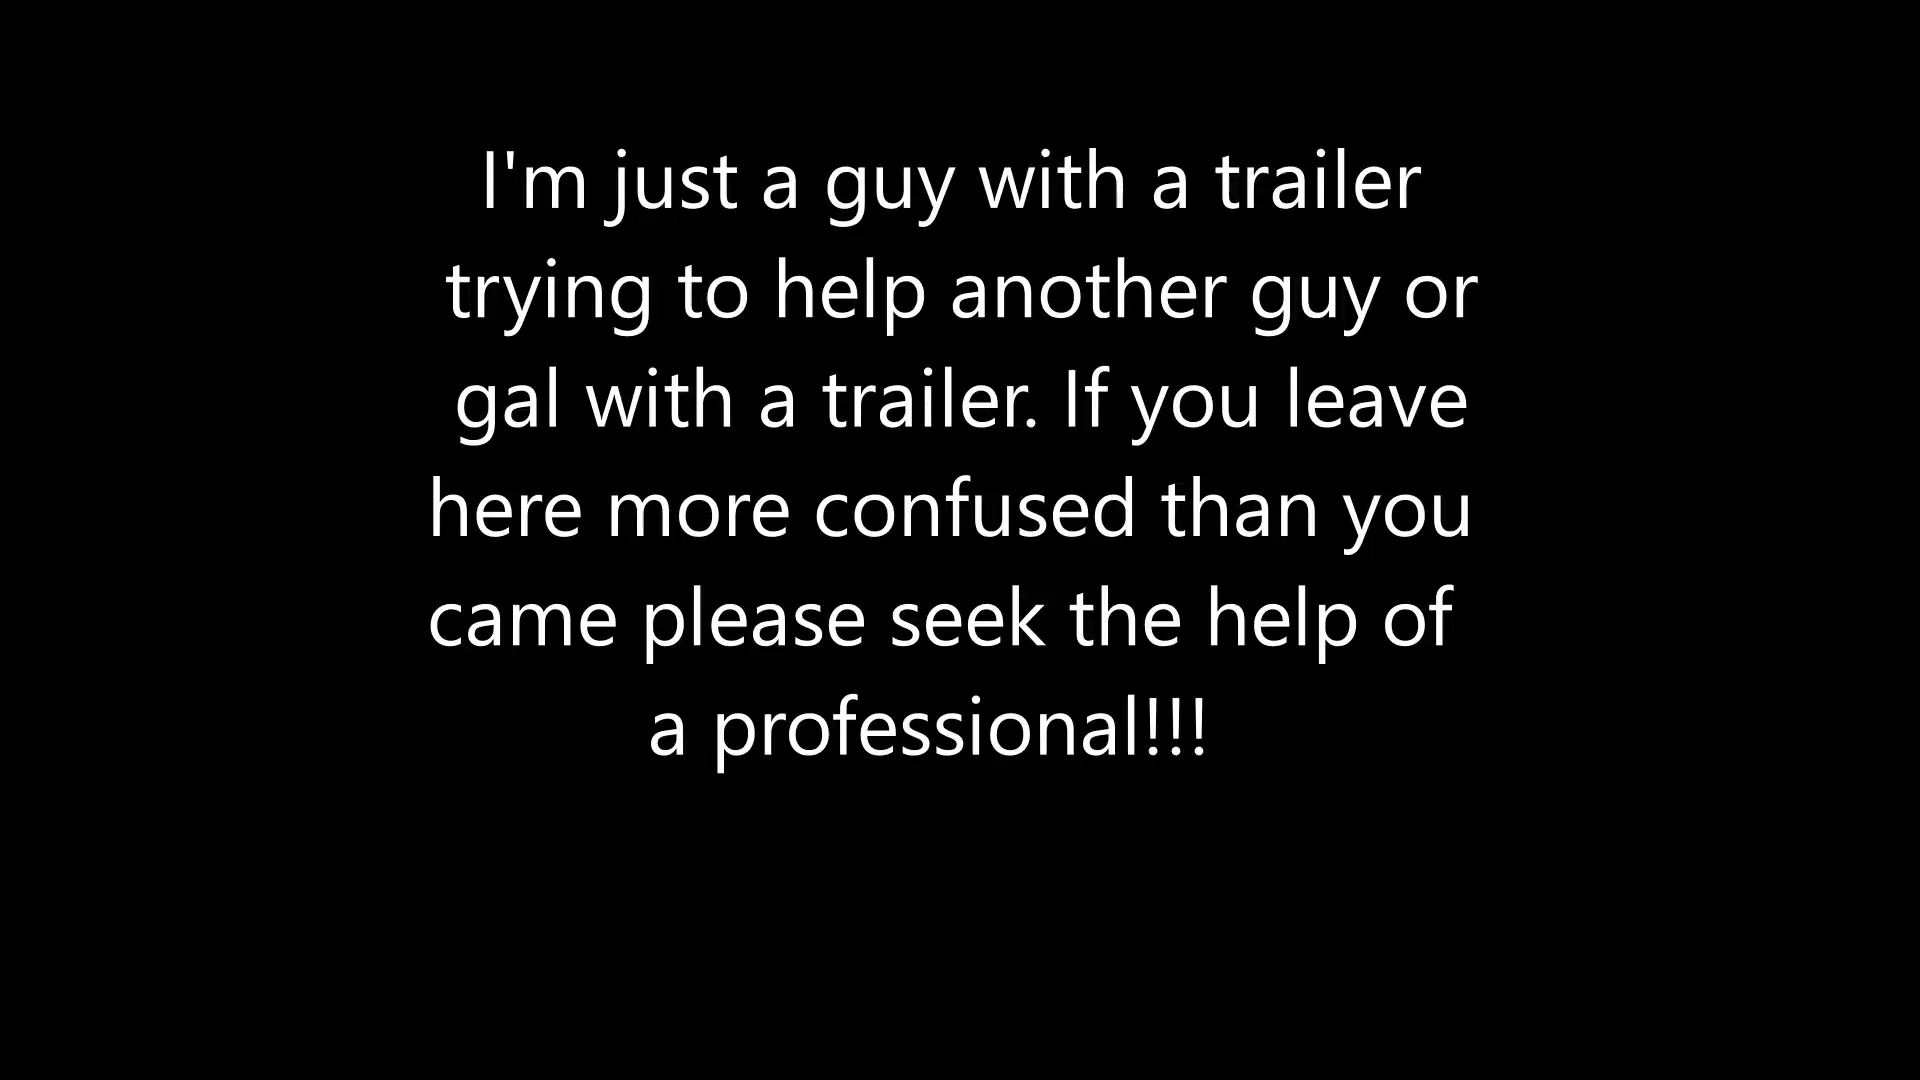 I'm just a guy with a trailer
trying to help another guy or
gal with a trailer. If you leave
here more confused than you
came please seek the help of
a professional!!!